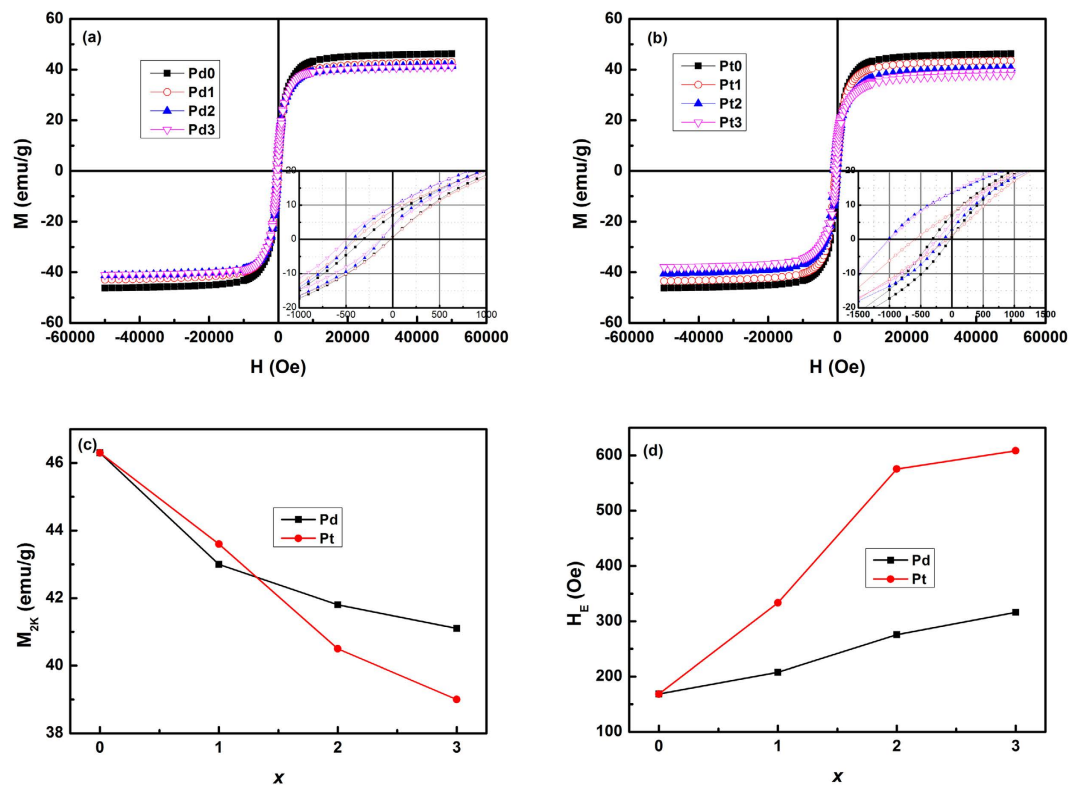 (a)
Pd0
Pd1
Pd2
Pd3
M (emu/g)
60
40
20
0
-20
-40
-60
-60000 -40000 -20000 0 20000 40000 60000
H (Oe)
20
10
0
-10
-20
-1000 -500 0 500 1000
(b)
Pt0
Pt1
Pt2
Pt3
M (emu/g)
60
40
20
0
-20
-40
-60
-60000 -40000 -20000 0 20000 40000 60000
H (Oe)
20
10
0
-10
-20
-1500 -1000 -500 0 500 1000 1500
(c)
Pd
Pt
M2K (emu/g)
46
44
42
40
38
0 1 2 3
x
(d)
Pd
Pt
HE (Oe)
600
500
400
300
200
100
0 1 2 3
x